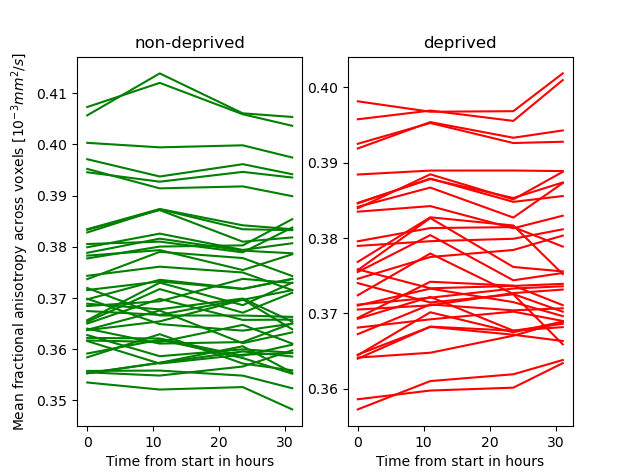 non-deprived
deprived
Mean fractional anisotropy across voxels [10⁻³mm²/s]
0.41
0.40
0.39
0.38
0.37
0.36
0.35
0 10 20 30
Time from start in hours
0.40
0.39
0.38
0.37
0.36
0 10 20 30
Time from start in hours